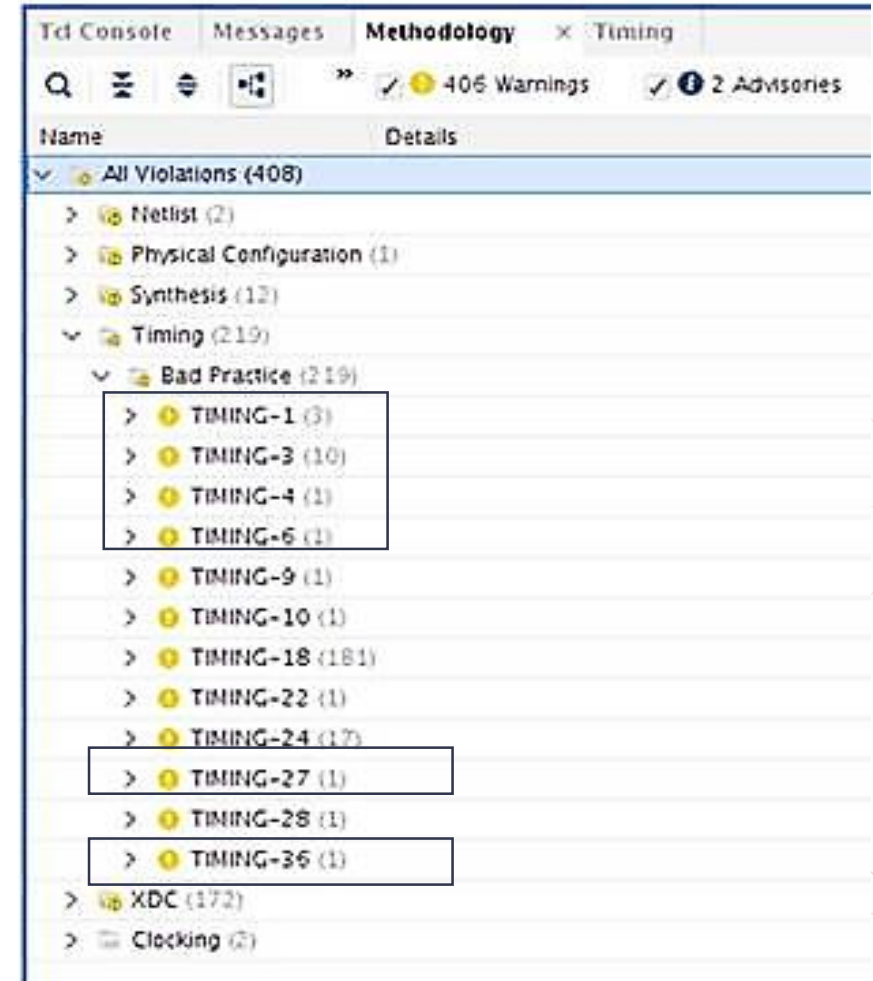 Tcl Console Messages Methodology × Timing
» 406 Warnings 2 Advisories
Name Details
All Violations (408)
Netlist (2)
Physical Configuration (1)
Synthesis (12)
Timing (219)
Bad Practice (219)
TIMING-1 (3)
TIMING-3 (10)
TIMING-4 (1)
TIMING-6 (1)
TIMING-9 (1)
TIMING-10 (1)
TIMING-18 (181)
TIMING-22 (1)
TIMING-24 (17)
TIMING-27 (1)
TIMING-28 (1)
TIMING-36 (1)
XDC (172)
Clocking (2)